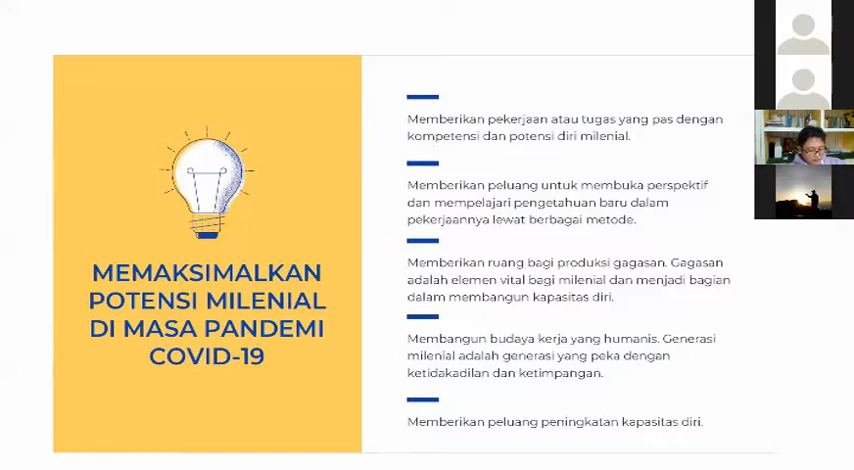 MEMAKSIMALKAN
POTENSI MILENIAL
DI MASA PANDEMI
COVID-19
Memberikan pekerjaan atau tugas yang pas dengan
kompetensi dan potensi diri milenial.
Memberikan peluang untuk membuka perspektif
dan mempelajari pengetahuan baru dalam
pekerjaannya lewat berbagai metode.
Memberikan ruang bagi produksi gagasan. Gagasan
adalah elemen vital bagi milenial dan menjadi bagian
dalam membangun kapasitas diri.
Membangun budaya kerja yang humanis. Generasi
milenial adalah generasi yang peka dengan
ketidakadilan dan ketimpangan.
Memberikan peluang peningkatan kapasitas diri.